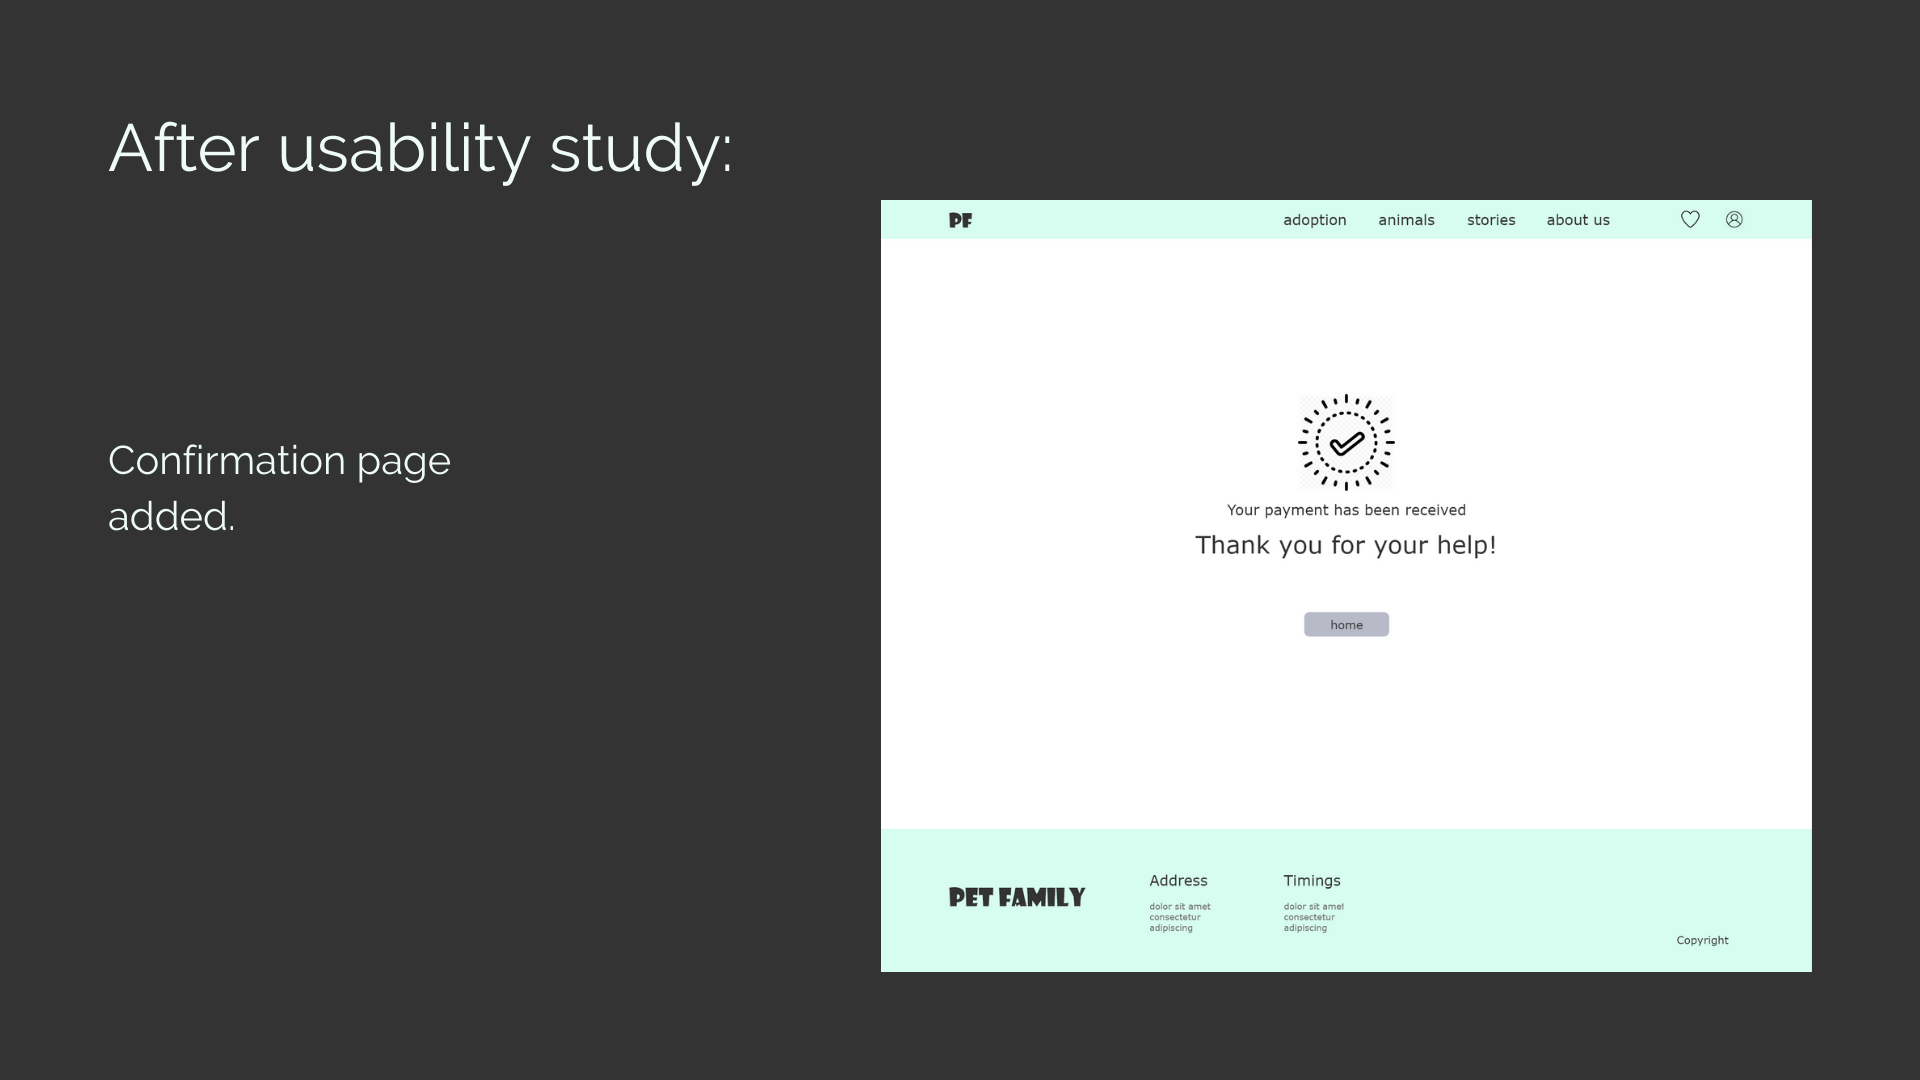 After usability study:
Confirmation page
added.
PF
adoption animals stories about us
Your payment has been received
Thank you for your help!
home
PET FAMILY
Address
dolor sit amet
consectetur
adipiscing
Timings
dolor sit amet
consectetur
adipiscing
Copyright